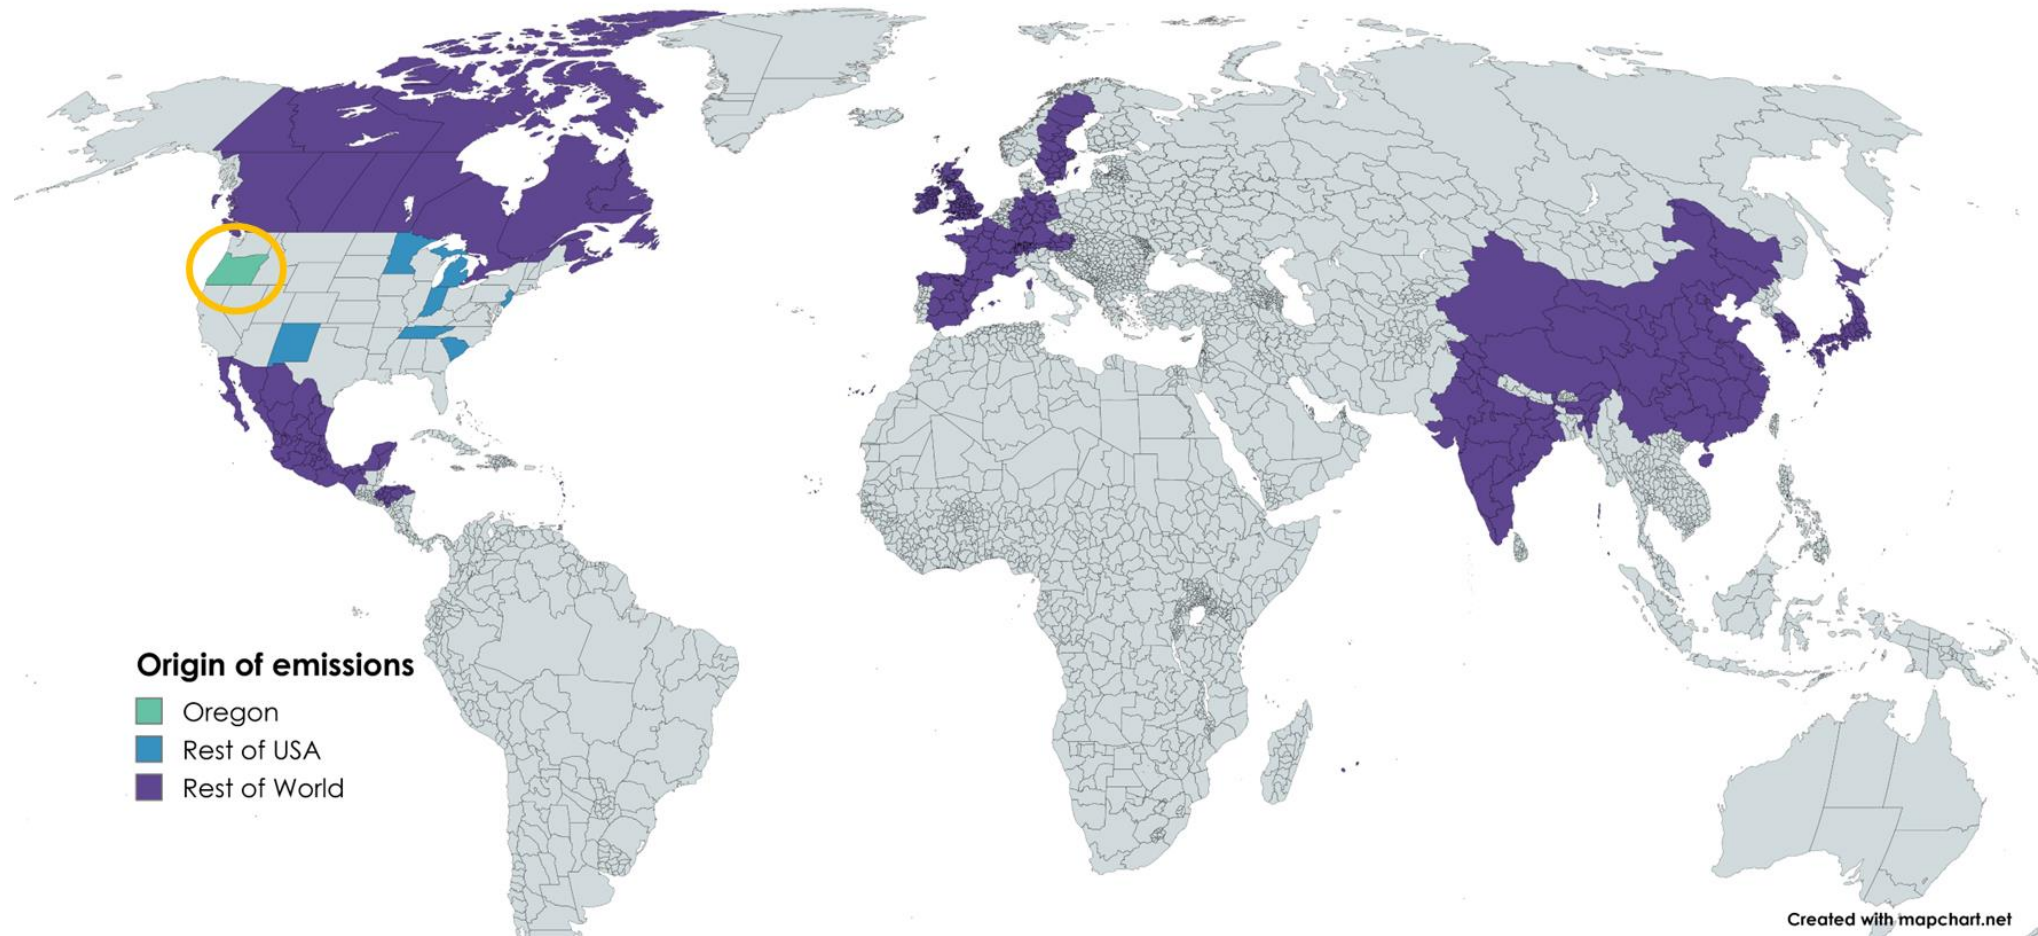 Origin of emissions
Oregon
Rest of USA
Rest of World
Created with mapchart.net